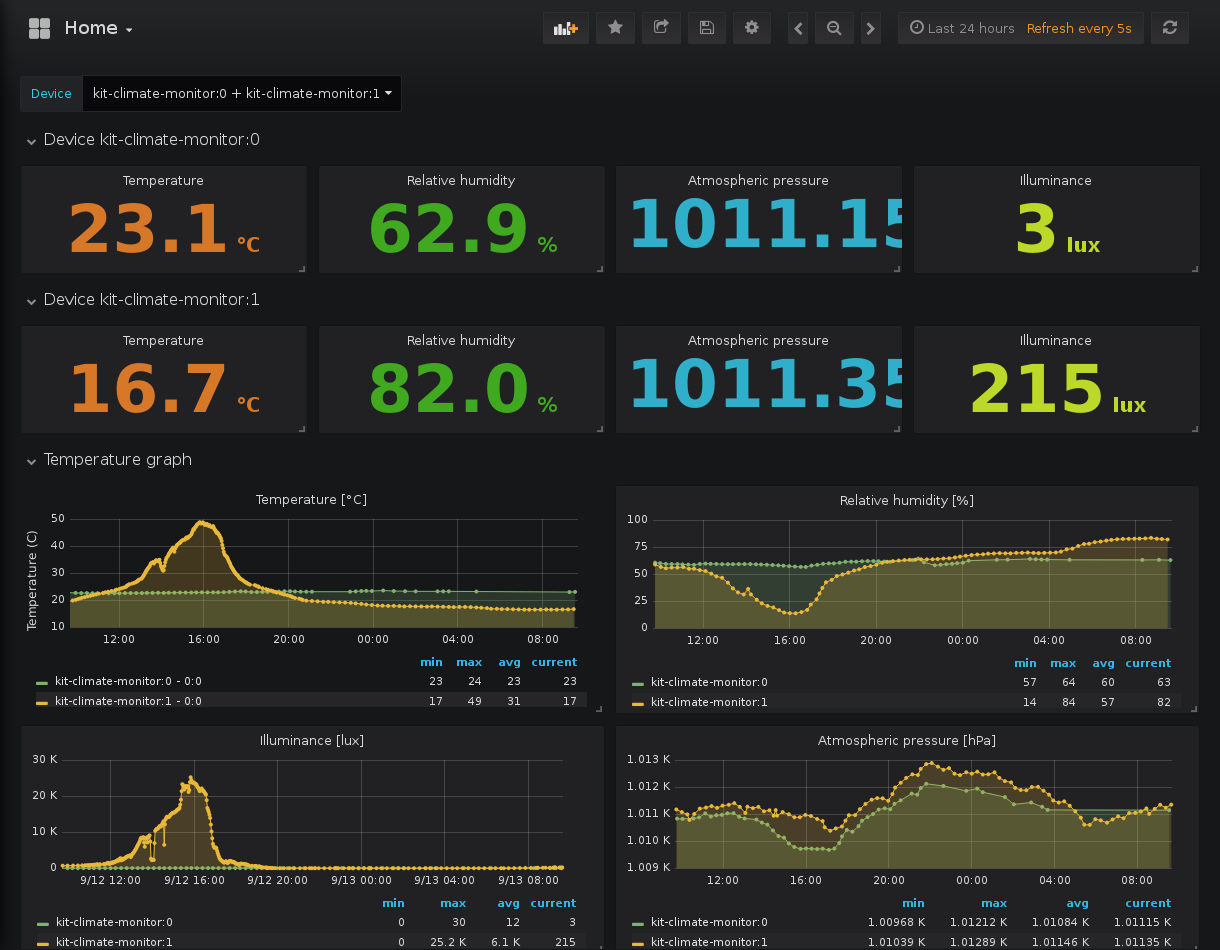 Home
Last 24 hours Refresh every 5s
Device kit-climate-monitor:0 + kit-climate-monitor:1
Device kit-climate-monitor:0
Temperature Relative humidity Atmospheric pressure Illuminance
23.1 °C 62.9 % 1011.15 3 lux
Device kit-climate-monitor:1
Temperature Relative humidity Atmospheric pressure Illuminance
16.7 °C 82.0 % 1011.35 215 lux
Temperature graph
Temperature [°C]
Temperature (C)
50
40
30
20
10
12:00 16:00 20:00 00:00 04:00 08:00
min max avg current
kit-climate-monitor:0 - 0:0 23 24 23 23
kit-climate-monitor:1 - 0:0 17 49 31 17
Relative humidity [%]
100
75
50
25
0
12:00 16:00 20:00 00:00 04:00 08:00
min max avg current
kit-climate-monitor:0 57 64 60 63
kit-climate-monitor:1 14 84 57 82
Illuminance [lux]
30 K
20 K
10 K
0
9/12 12:00 9/12 16:00 9/12 20:00 9/13 00:00 9/13 04:00 9/13 08:00
min max avg current
kit-climate-monitor:0 0 30 12 3
kit-climate-monitor:1 0 25.2 K 6.1 K 215
Atmospheric pressure [hPa]
1.013 K
1.012 K
1.011 K
1.010 K
1.009 K
12:00 16:00 20:00 00:00 04:00 08:00
min max avg current
kit-climate-monitor:0 1.00968 K 1.01212 K 1.01084 K 1.01115 K
kit-climate-monitor:1 1.01039 K 1.01289 K 1.01146 K 1.01135 K